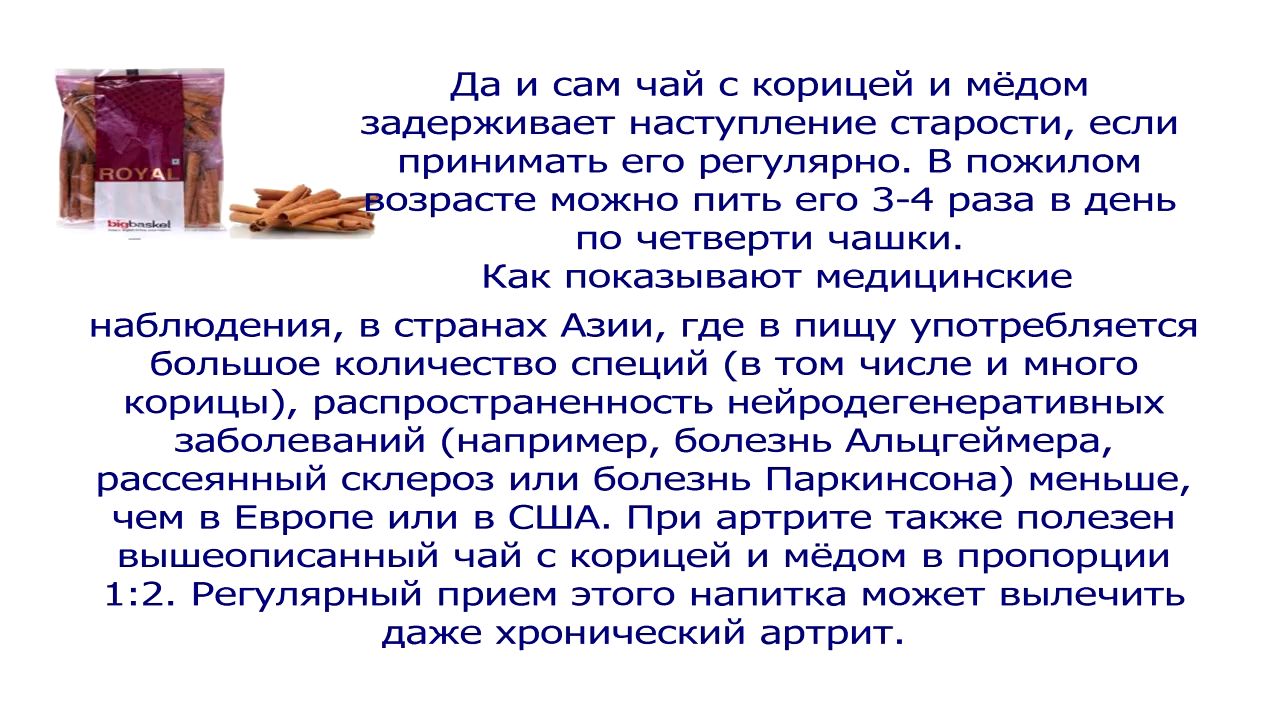 Да и сам чай с корицей и мёдом
задерживает наступление старости, если
принимать его регулярно. В пожилом
возрасте можно пить его 3-4 раза в день
по четверти чашки.
Как показывают медицинские
наблюдения, в странах Азии, где в пищу употребляется
большое количество специй (в том числе и много
корицы), распространенность нейродегенеративных
заболеваний (например, болезнь Альцгеймера,
рассеянный склероз или болезнь Паркинсона) меньше,
чем в Европе или в США. При артрите также полезен
вышеописанный чай с корицей и мёдом в пропорции
1:2. Регулярный прием этого напитка может вылечить
даже хронический артрит.
ROYAL
bigbasket